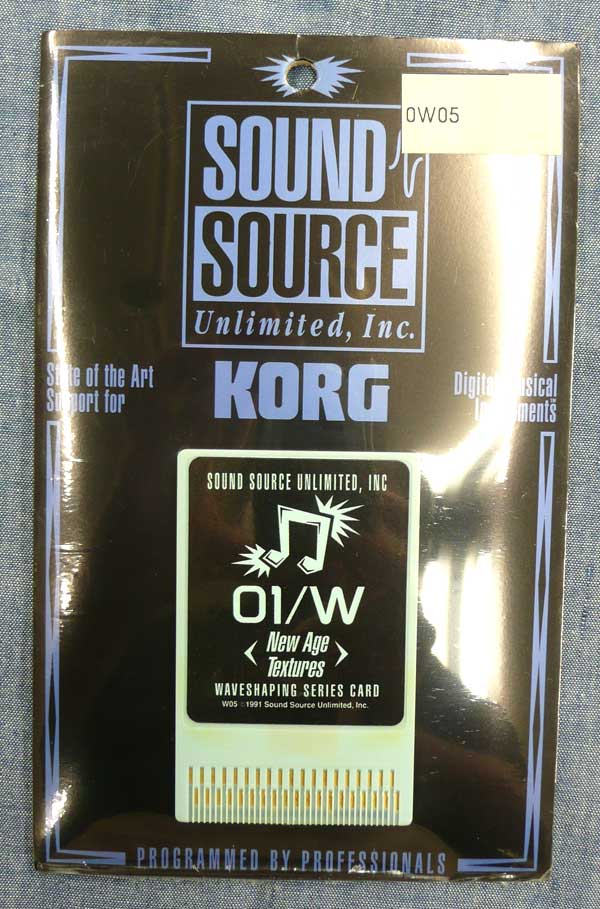 0W05
SOUND
SOURCE
Unlimited, Inc.
State of the Art
Support for
KORG
Digital Musical
Instruments™
SOUND SOURCE UNLIMITED, INC
01/W
New Age
Textures
WAVESHAPING SERIES CARD
W05 ©1991 Sound Source Unlimited, Inc.
PROGRAMMED BY PROFESSIONALS